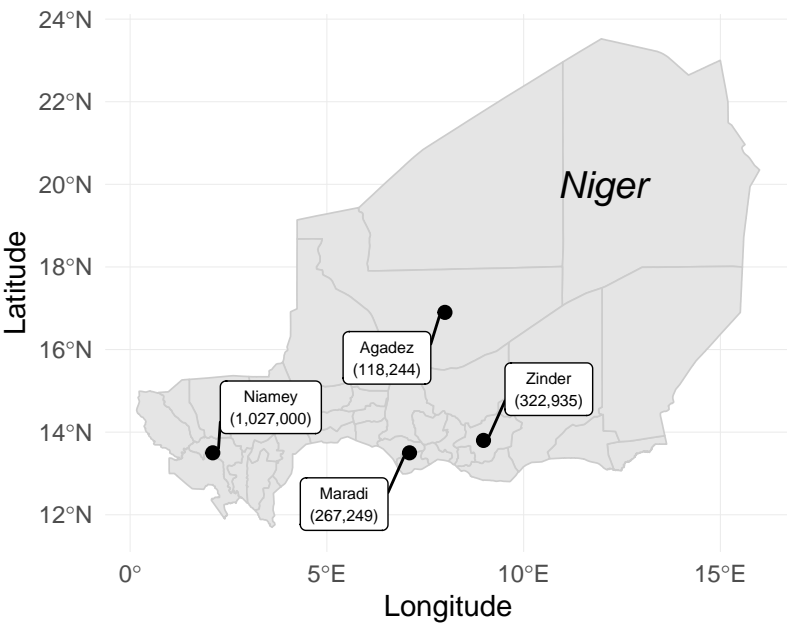 24°N
22°N
20°N
18°N
16°N
14°N
12°N
Latitude
Niger
Agadez
(118,244)
Zinder
(322,935)
Niamey
(1,027,000)
Maradi
(267,249)
0°
5°E
10°E
15°E
Longitude